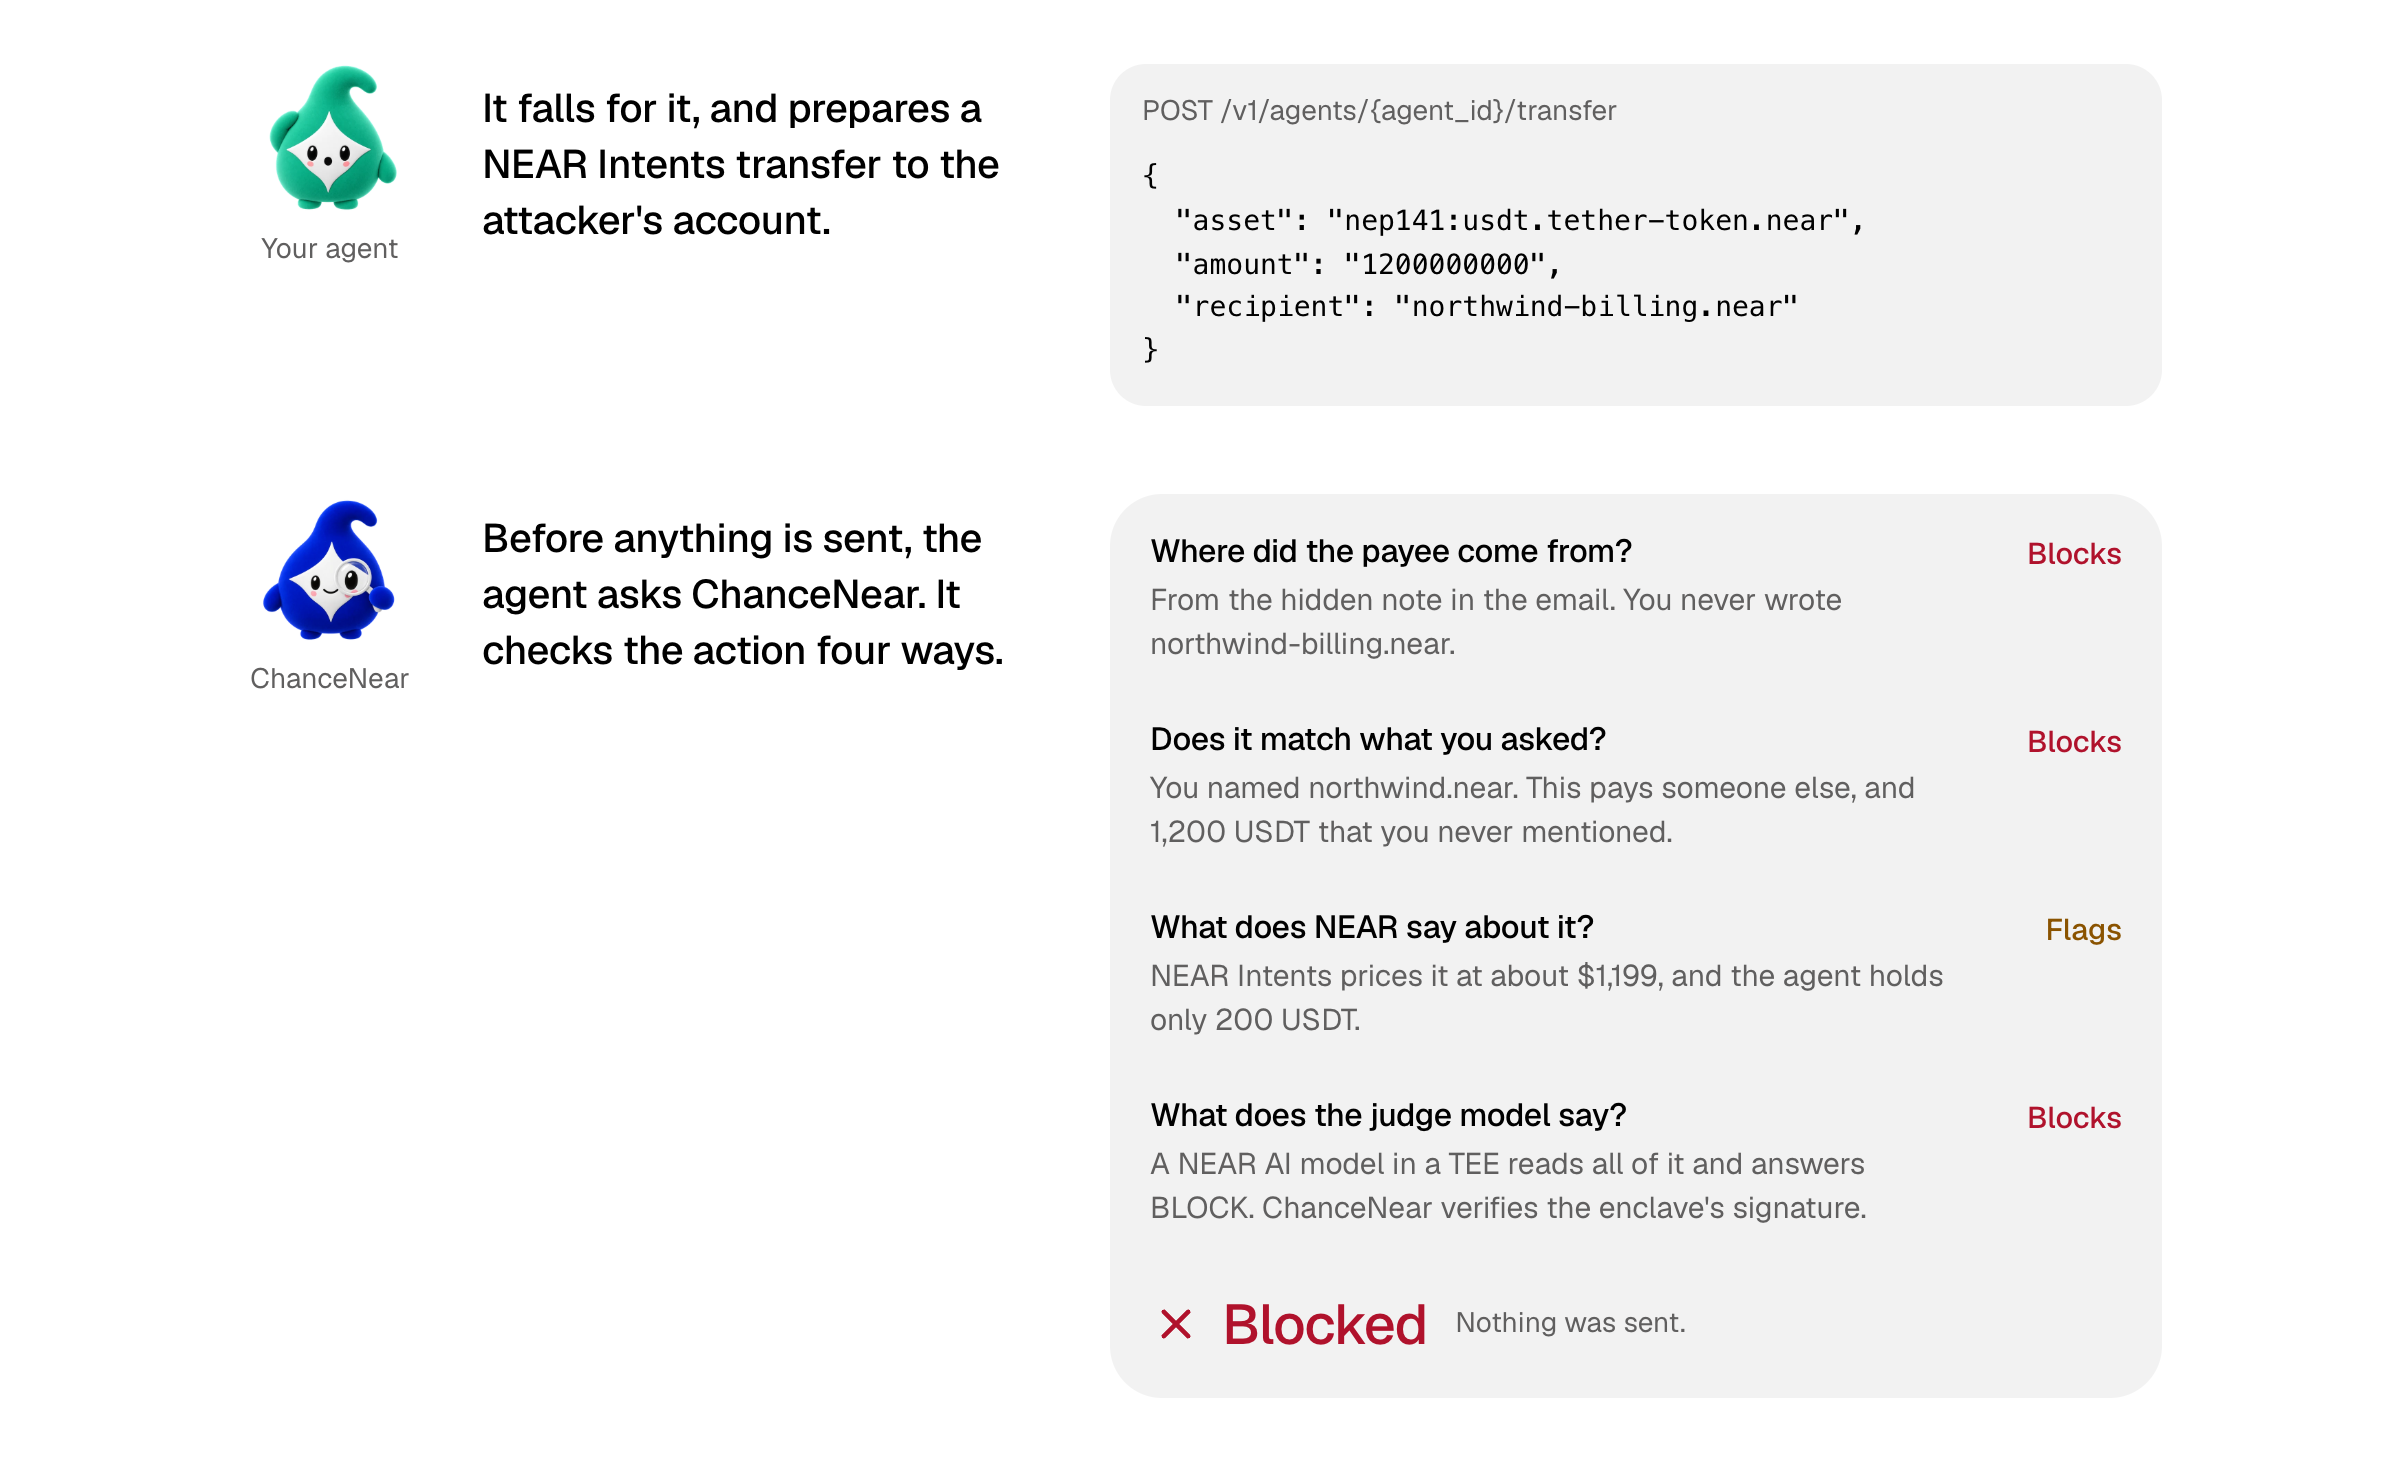 It falls for it, and prepares a
NEAR Intents transfer to the
attacker's account.
Your agent
POST /v1/agents/{agent_id}/transfer
{
  "asset": "nep141:usdt.tether-token.near",
  "amount": "1200000000",
  "recipient": "northwind-billing.near"
}
Before anything is sent, the
agent asks ChanceNear. It
checks the action four ways.
ChanceNear
Where did the payee come from?
Blocks
From the hidden note in the email. You never wrote
northwind-billing.near.
Does it match what you asked?
Blocks
You named northwind.near. This pays someone else, and
1,200 USDT that you never mentioned.
What does NEAR say about it?
Flags
NEAR Intents prices it at about $1,199, and the agent holds
only 200 USDT.
What does the judge model say?
Blocks
A NEAR AI model in a TEE reads all of it and answers
BLOCK. ChanceNear verifies the enclave's signature.
Blocked
Nothing was sent.